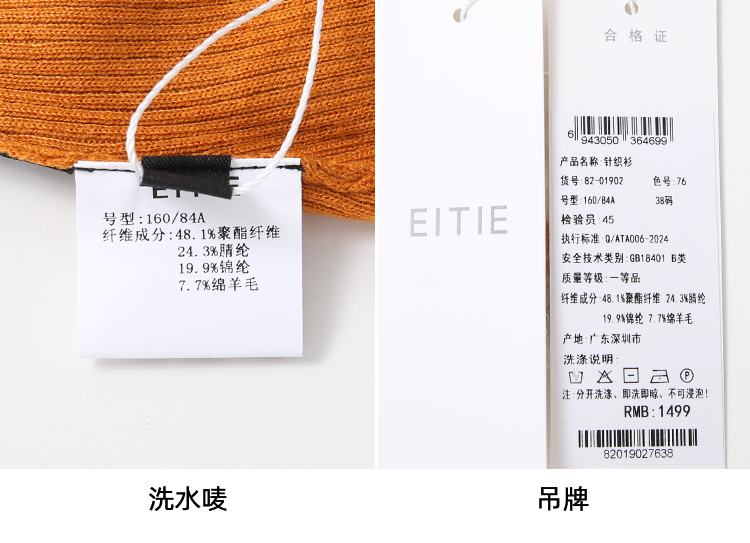 EITIE
号型:160/84A
纤维成分:48.1%聚酯纤维
24.3%腈纶
19.9%锦纶
7.7%绵羊毛
洗水唛
EITIE
合格证
6 943050 364699
产品名称:针织衫
货号:82-01902 色号:76
号型:160/84A 38码
检验员:45
执行标准:Q/ATA006-2024
安全技术类别:GB18401 B类
质量等级:一等品
纤维成分:48.1%聚酯纤维 24.3%腈纶
19.9%锦纶 7.7%绵羊毛
产地:广东深圳市
洗涤说明:
注:分开洗涤、即洗即晾、不可浸泡!
RMB:1499
82019027638
吊牌